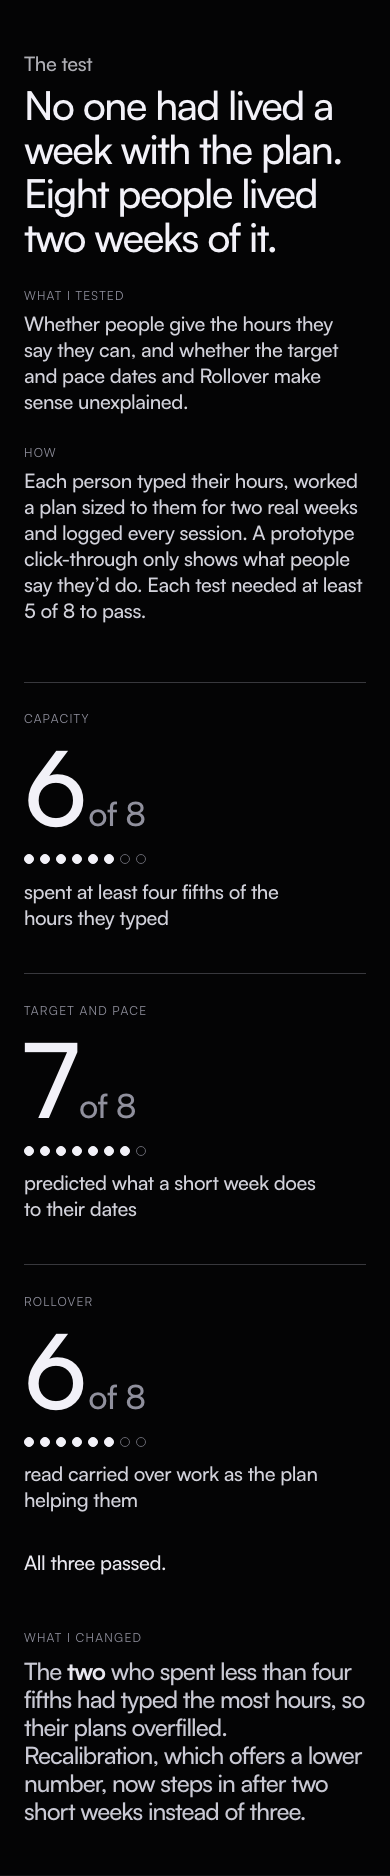 The test
No one had lived a
week with the plan.
Eight people lived
two weeks of it.
WHAT I TESTED
Whether people give the hours they
say they can, and whether the target
and pace dates and Rollover make
sense unexplained.
HOW
Each person typed their hours, worked
a plan sized to them for two real weeks
and logged every session. A prototype
click-through only shows what people
say they’d do. Each test needed at least
5 of 8 to pass.
CAPACITY
6 of 8
spent at least four fifths of the
hours they typed
TARGET AND PACE
7 of 8
predicted what a short week does
to their dates
ROLLOVER
6 of 8
read carried over work as the plan
helping them
All three passed.
WHAT I CHANGED
The two who spent less than four
fifths had typed the most hours, so
their plans overfilled.
Recalibration, which offers a lower
number, now steps in after two
short weeks instead of three.